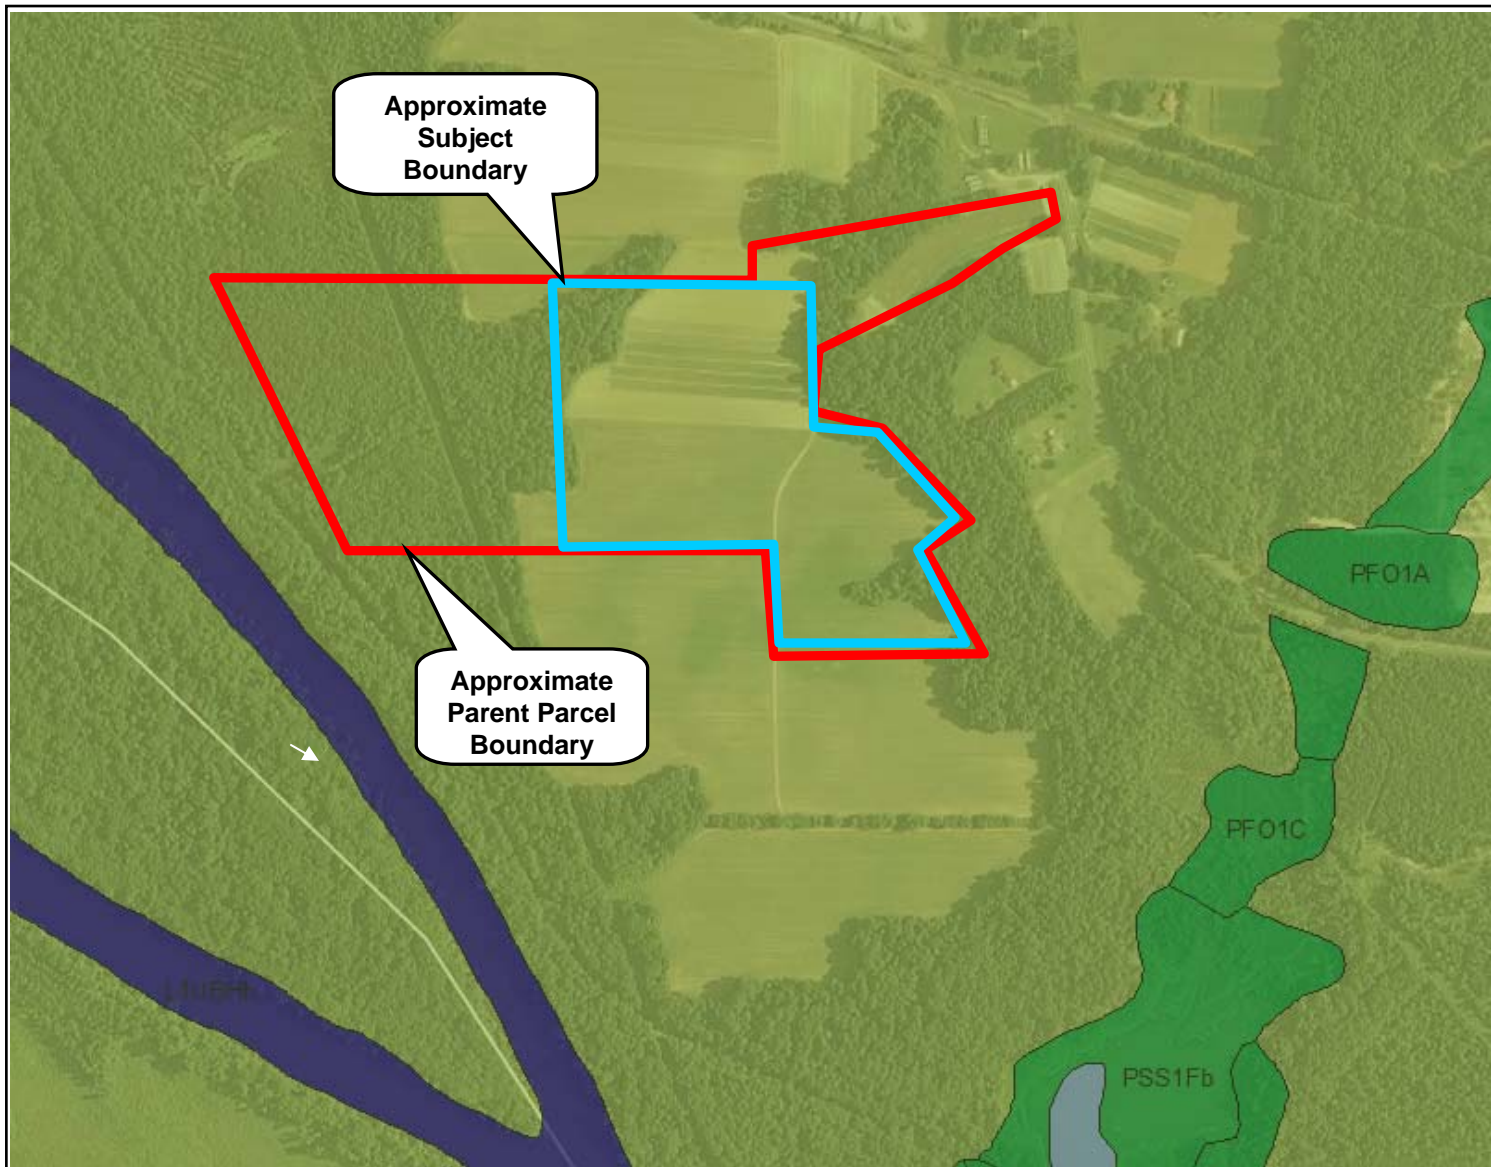 Approximate
Subject
Boundary
Approximate
Parent Parcel
Boundary
PFO1A
PFO1C
PSS1Fb